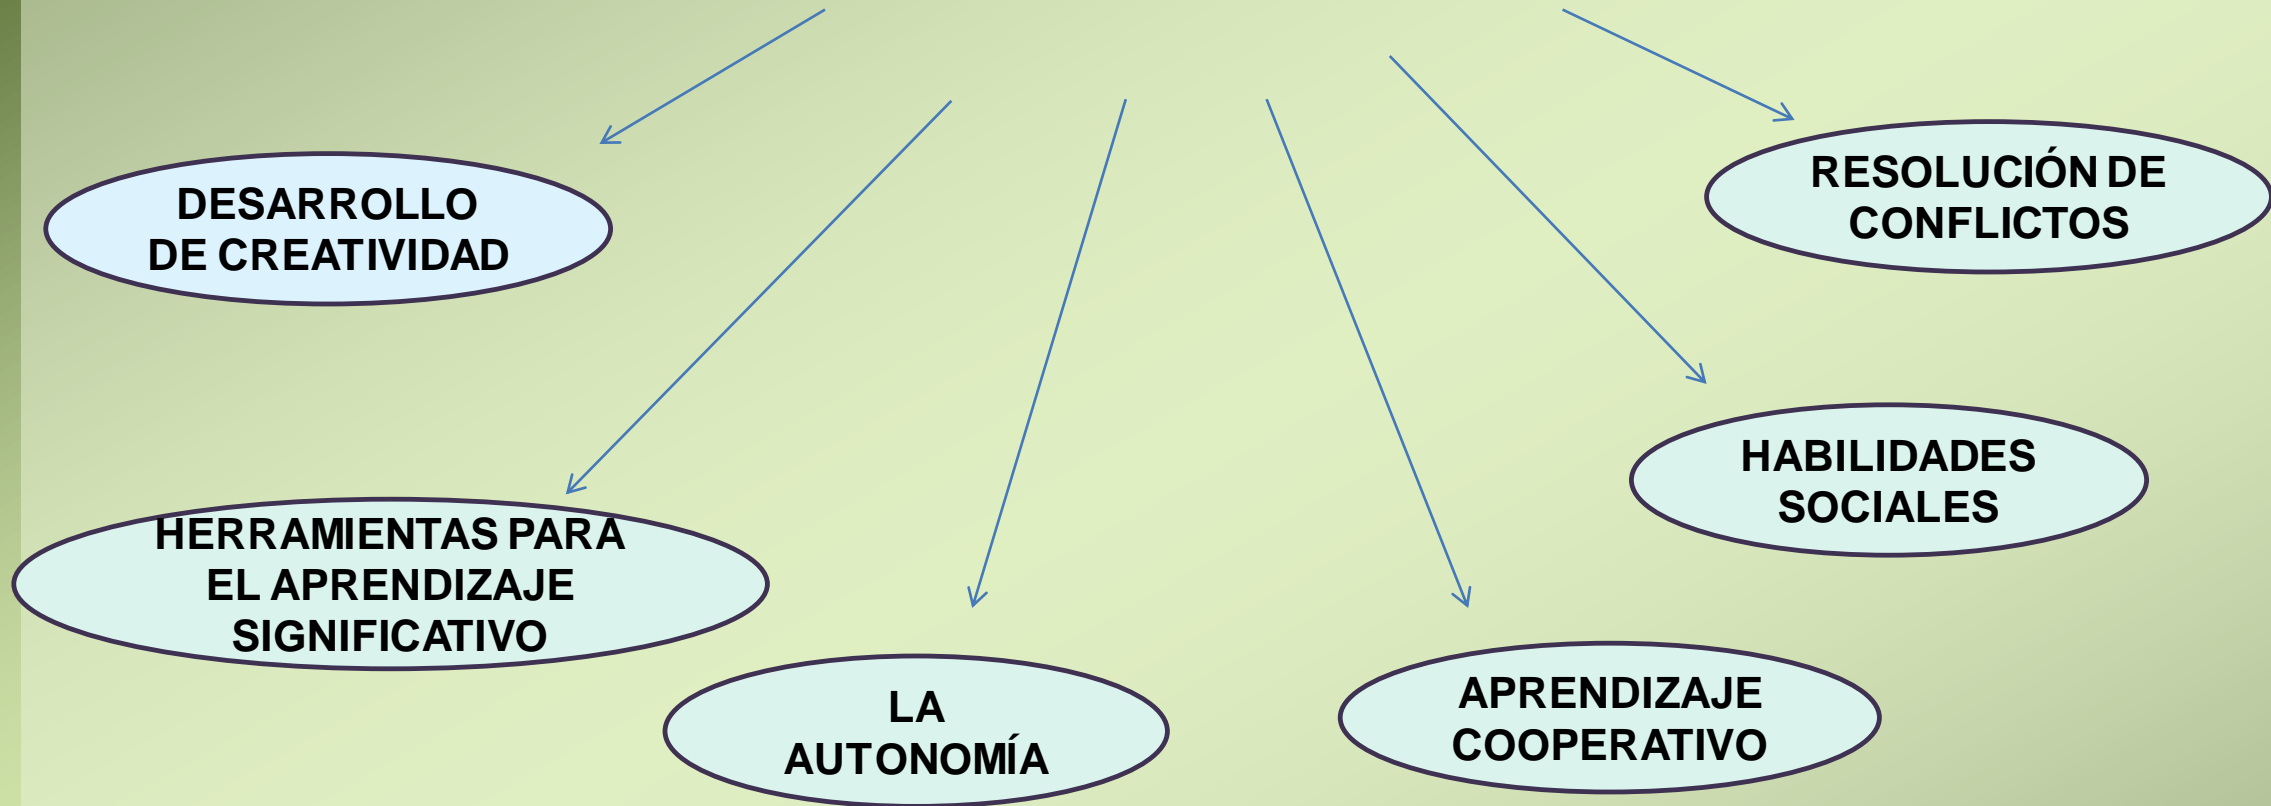 DESARROLLO
DE CREATIVIDAD
RESOLUCIÓN DE
CONFLICTOS
HABILIDADES
SOCIALES
HERRAMIENTAS PARA
EL APRENDIZAJE
SIGNIFICATIVO
LA
AUTONOMÍA
APRENDIZAJE
COOPERATIVO